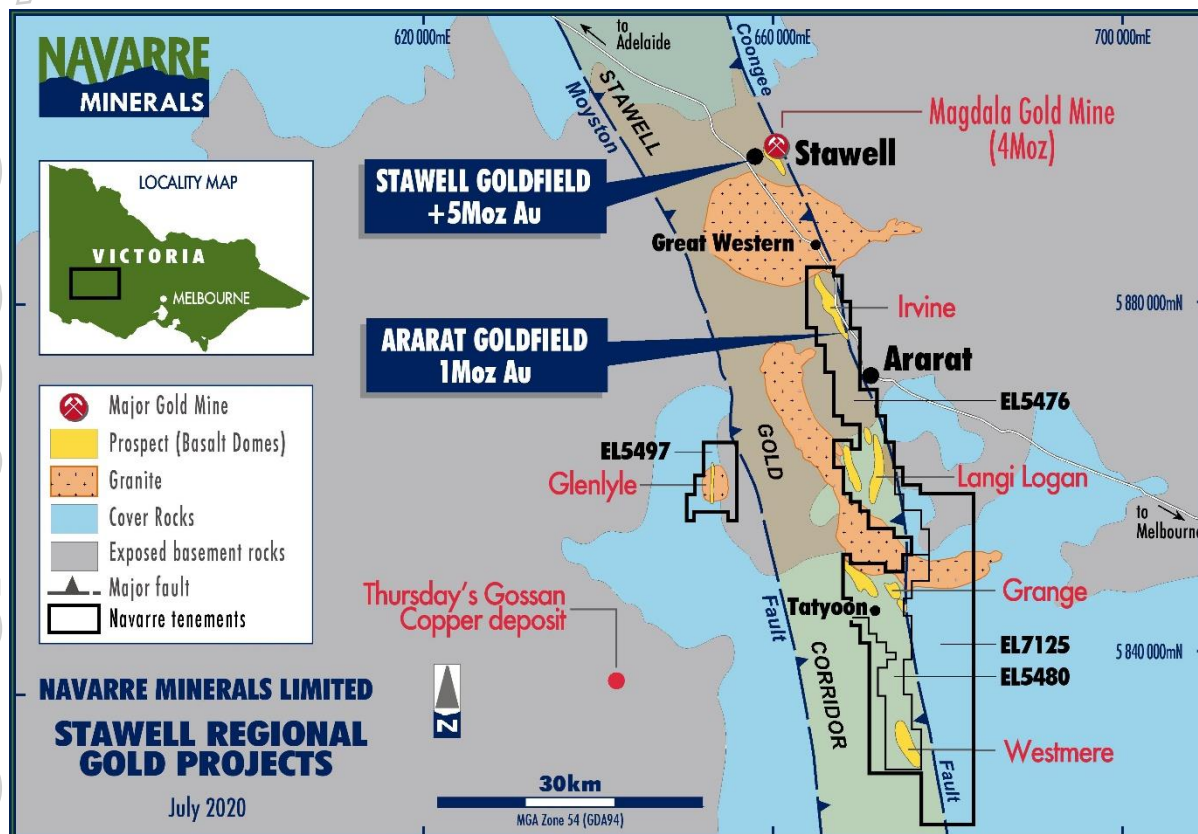 NAVARRE
MINERALS
620 000mE
660 000mE
700 000mE
to
Adelaide
Coongee
STAWELL
Moyston
Magdala Gold Mine
(4Moz)
Stawell
STAWELL GOLDFIELD
+5Moz Au
LOCALITY MAP
VICTORIA
MELBOURNE
Great Western
5 880 000mN
Irvine
ARARAT GOLDFIELD
1Moz Au
Ararat
EL5476
Major Gold Mine
Prospect (Basalt Domes)
Granite
Cover Rocks
Exposed basement rocks
Major fault
Navarre tenements
GOLD
EL5497
Glenlyle
Langi Logan
to
Melbourne
Thursday's Gossan
Copper deposit
Fault
Tatyoon
Grange
EL7125
5 840 000mN
EL5480
CORRIDOR
Westmere
Fault
NAVARRE MINERALS LIMITED
STAWELL REGIONAL
GOLD PROJECTS
July 2020
N
30km
MGA Zone 54 (GDA94)